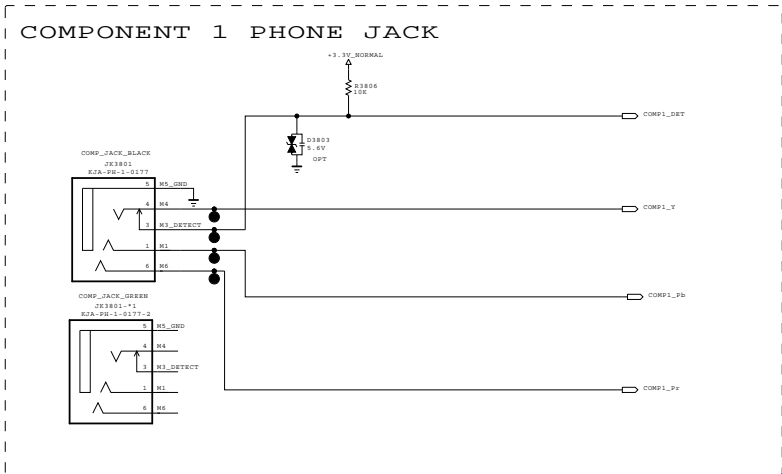 COMPONENT 1 PHONE JACK
+3.3V_NORMAL
R3806
10K
COMP1_DET
D3803
5.6V
OPT
COMP_JACK_BLACK
JK3801
KJA-PH-1-0177
5 M5_GND
4 M4
COMP1_Y
3 M3_DETECT
1 M1
6 M6
COMP_JACK_GREEN
JK3801-*1
KJA-PH-1-0177-2
COMP1_Pb
5 M5_GND
4 M4
3 M3_DETECT
1 M1
COMP1_Pr
6 M6